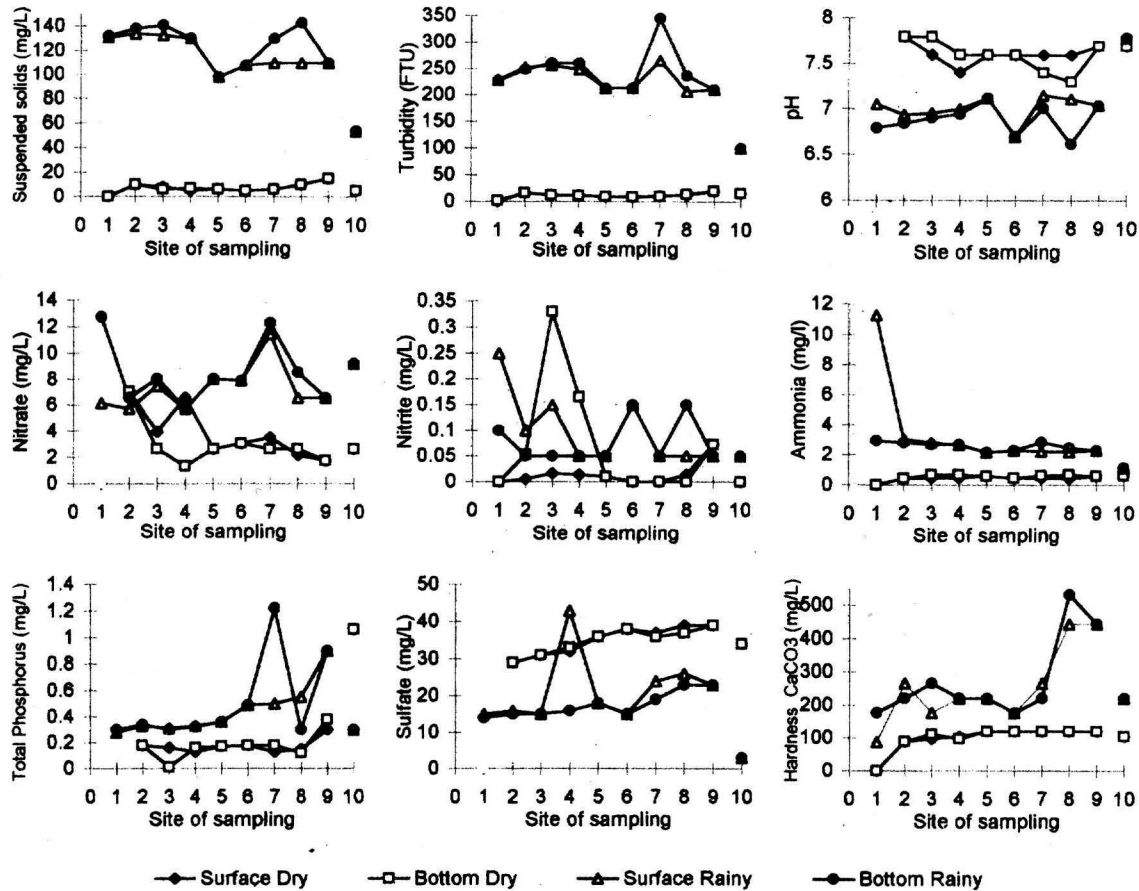 Suspended solids (mg/L)
140
120
100
80
60
40
20
0
0 1 2 3 4 5 6 7 8 9 10
Site of sampling
Turbidity (FTU)
350
300
250
200
150
100
50
0
0 1 2 3 4 5 6 7 8 9 10
Site of sampling
pH
8
7.5
7
6.5
6
0 1 2 3 4 5 6 7 8 9 10
Site of sampling
Nitrate (mg/L)
14
12
10
8
6
4
2
0
0 1 2 3 4 5 6 7 8 9 10
Site of sampling
Nitrite (mg/L)
0.35
0.3
0.25
0.2
0.15
0.1
0.05
0
0 1 2 3 4 5 6 7 8 9 10
Site of sampling
Ammonia (mg/l)
12
10
8
6
4
2
0
0 1 2 3 4 5 6 7 8 9 10
Site of sampling
Total Phosphorus (mg/L)
1.4
1.2
1
0.8
0.6
0.4
0.2
0
0 1 2 3 4 5 6 7 8 9 10
Site of sampling
Sulfate (mg/L)
50
40
30
20
10
0
0 1 2 3 4 5 6 7 8 9 10
Site of sampling
Hardness CaCO3 (mg/L)
500
400
300
200
100
0
0 1 2 3 4 5 6 7 8 9 10
Site of sampling
Surface Dry Bottom Dry Surface Rainy Bottom Rainy